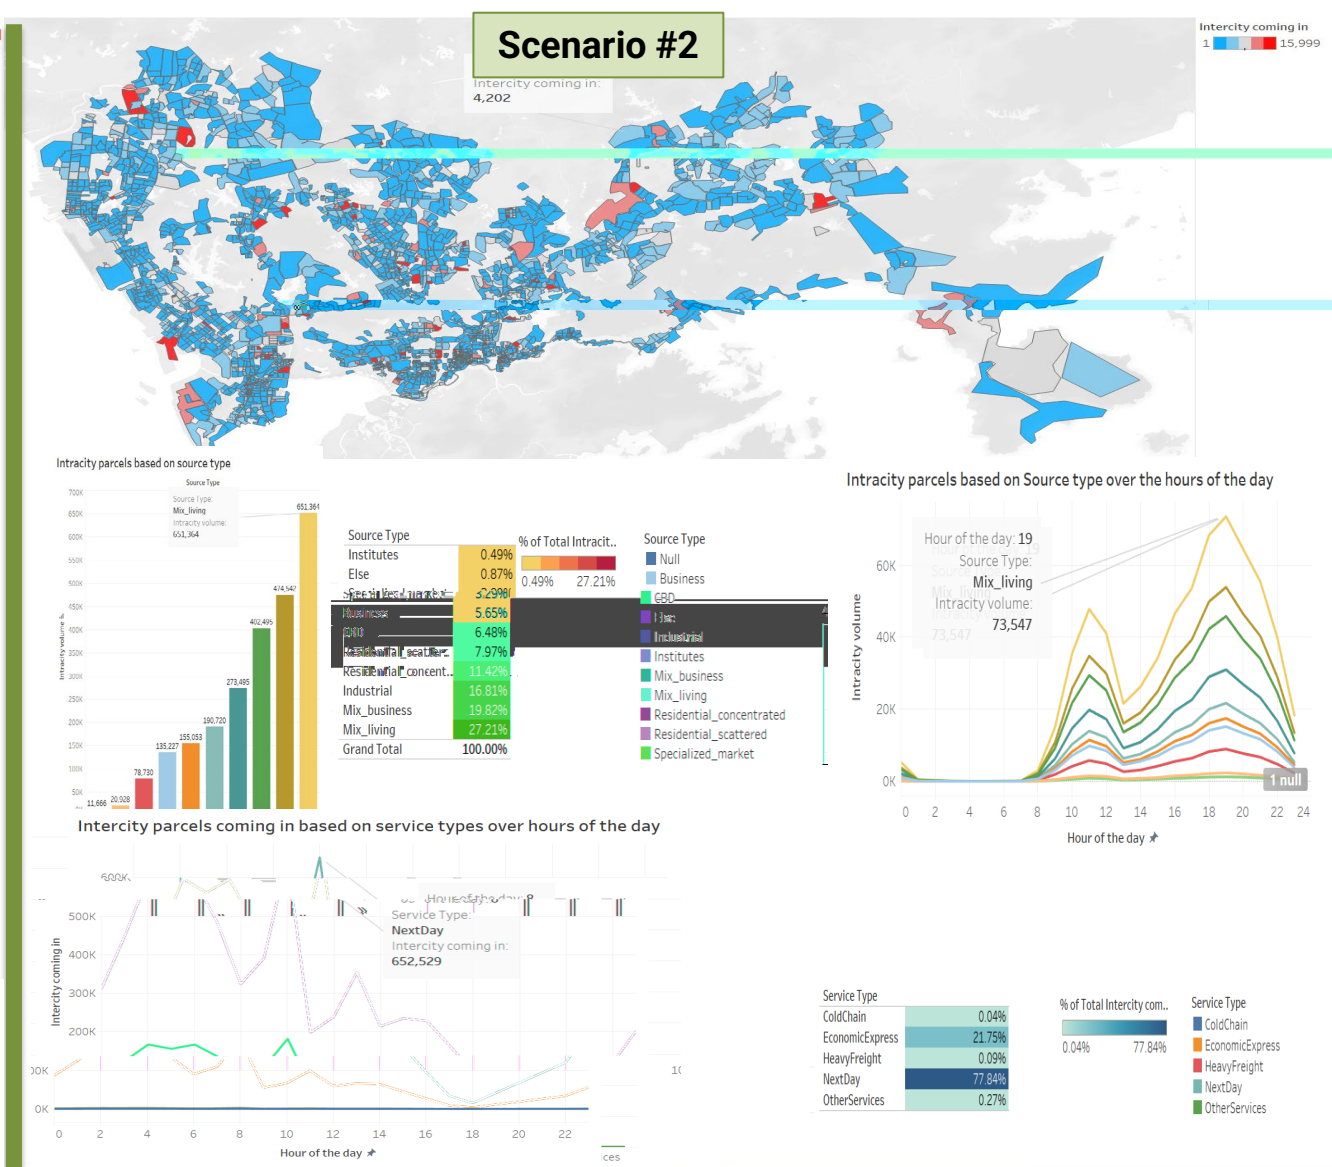 Scenario #2
Intercity coming in
1 15,999
Intercity coming in:
4,202
Intracity parcels based on source type
Source Type
Source Type:
Mix_living
Intracity volume:
651,364
700K
650K
600K
550K
500K
450K
400K
350K
300K
250K
200K
150K
100K
50K
Intracity volume
11,666
20,928
78,730
135,227
155,053
190,720
273,495
402,495
474,542
651,364
Source Type
Institutes 0.49%
Else 0.87%
Business 5.65%
6.48%
7.97%
Residential_concent.. 11.42%
Industrial 16.81%
Mix_business 19.82%
Mix_living 27.21%
Grand Total 100.00%
% of Total Intracit..
0.49% 27.21%
Source Type
Null
Business
CBD
Else
Industrial
Institutes
Mix_business
Mix_living
Residential_concentrated
Residential_scattered
Specialized_market
Intracity parcels based on Source type over the hours of the day
Hour of the day: 19
Source Type:
Mix_living
Intracity volume:
73,547
60K
40K
20K
0K
Intracity volume
1 null
0 2 4 6 8 10 12 14 16 18 20 22 24
Hour of the day
Intercity parcels coming in based on service types over hours of the day
600K
500K
400K
300K
200K
0K
Intercity coming in
Hour of the day: 8
Service Type:
NextDay
Intercity coming in:
652,529
0 2 4 6 8 10 12 14 16 18 20 22
Hour of the day
ces
Service Type
ColdChain 0.04%
EconomicExpress 21.75%
HeavyFreight 0.09%
NextDay 77.84%
OtherServices 0.27%
% of Total Intercity com..
0.04% 77.84%
Service Type
ColdChain
EconomicExpress
HeavyFreight
NextDay
OtherServices